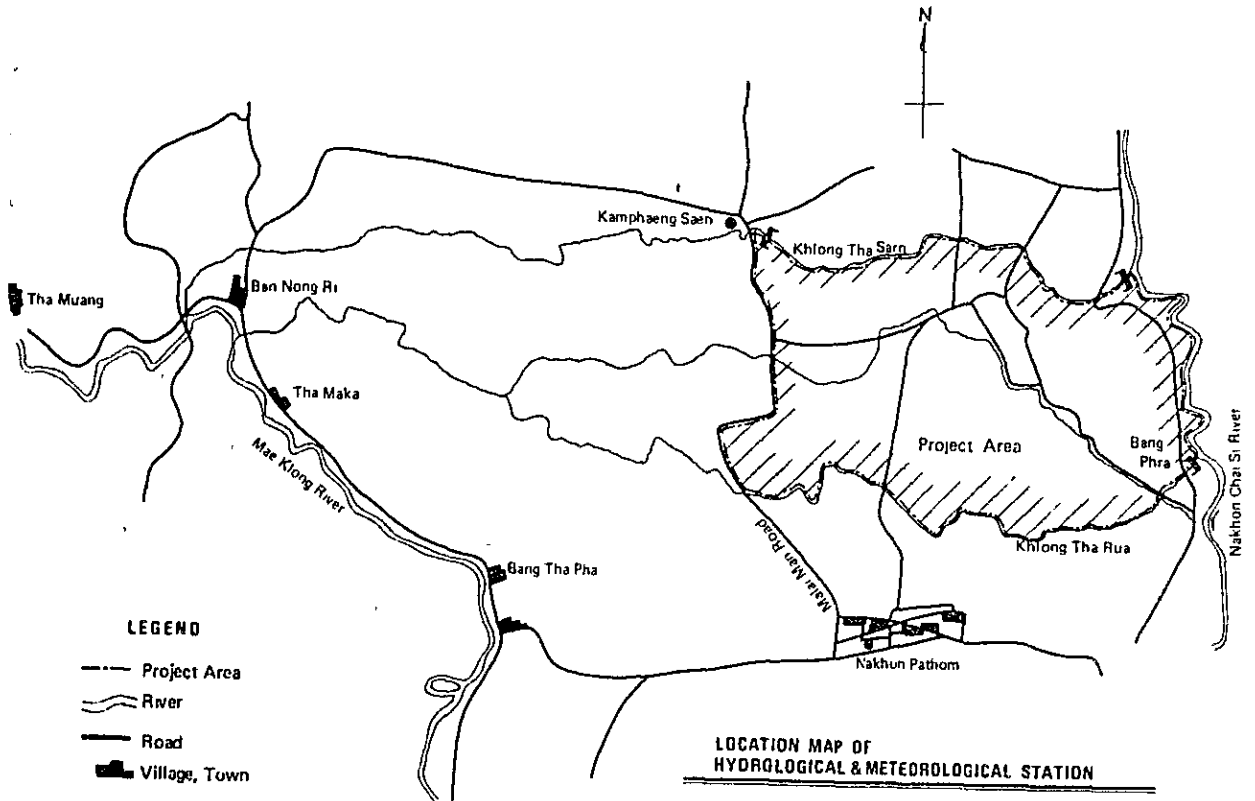 N
Kamphaeng Saen
Khlong Tha Sarn
Tha Muang
Ban Nong Ri
Tha Maka
Mae Klong River
Project Area
Bang
Phra
Nakhon Chai Si River
Khlong Tha Rua
Malai Man Road
Bang Tha Pha
Nakhun Pathom
LEGEND
Project Area
River
Road
Village, Town
LOCATION MAP OF
HYDROLOGICAL & METEOROLOGICAL STATION